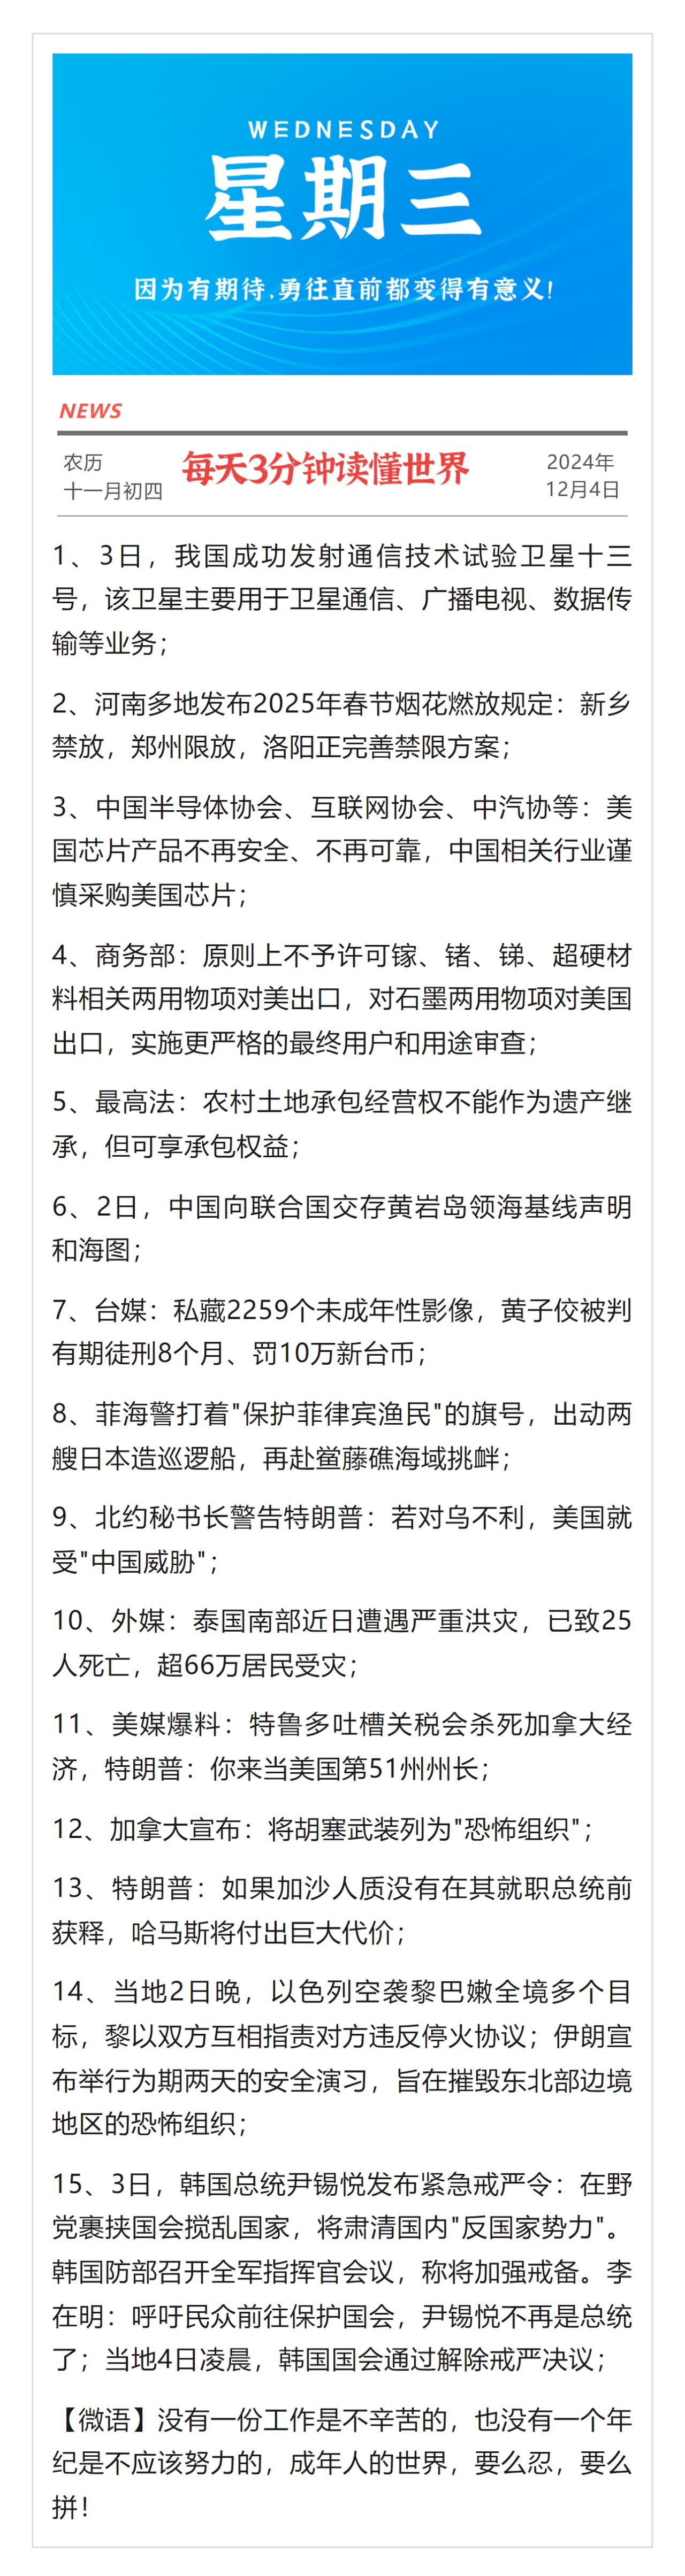 WEDNESDAY
星期三
因为有期待,勇往直前都变得有意义!
NEWS
农历
十一月初四
每天3分钟读懂世界
2024年
12月4日
1、3日，我国成功发射通信技术试验卫星十三
号，该卫星主要用于卫星通信、广播电视、数据传
输等业务；
2、河南多地发布2025年春节烟花燃放规定：新乡
禁放，郑州限放，洛阳正完善禁限方案；
3、中国半导体协会、互联网协会、中汽协等：美
国芯片产品不再安全、不再可靠，中国相关行业谨
慎采购美国芯片；
4、商务部：原则上不予许可镓、锗、锑、超硬材
料相关两用物项对美出口，对石墨两用物项对美国
出口，实施更严格的最终用户和用途审查；
5、最高法：农村土地承包经营权不能作为遗产继
承，但可享承包权益；
6、2日，中国向联合国交存黄岩岛领海基线声明
和海图；
7、台媒：私藏2259个未成年性影像，黄子佼被判
有期徒刑8个月、罚10万新台币；
8、菲海警打着"保护菲律宾渔民"的旗号，出动两
艘日本造巡逻船，再赴鲎藤礁海域挑衅；
9、北约秘书长警告特朗普：若对乌不利，美国就
受"中国威胁"；
10、外媒：泰国南部近日遭遇严重洪灾，已致25
人死亡，超66万居民受灾；
11、美媒爆料：特鲁多吐槽关税会杀死加拿大经
济，特朗普：你来当美国第51州州长；
12、加拿大宣布：将胡塞武装列为"恐怖组织"；
13、特朗普：如果加沙人质没有在其就职总统前
获释，哈马斯将付出巨大代价；
14、当地2日晚，以色列空袭黎巴嫩全境多个目
标，黎以双方互相指责对方违反停火协议；伊朗宣
布举行为期两天的安全演习，旨在摧毁东北部边境
地区的恐怖组织；
15、3日，韩国总统尹锡悦发布紧急戒严令：在野
党裹挟国会搅乱国家，将肃清国内"反国家势力"。
韩国防部召开全军指挥官会议，称将加强戒备。李
在明：呼吁民众前往保护国会，尹锡悦不再是总统
了；当地4日凌晨，韩国国会通过解除戒严决议；
【微语】没有一份工作是不辛苦的，也没有一个年
纪是不应该努力的，成年人的世界，要么忍，要么
拼！